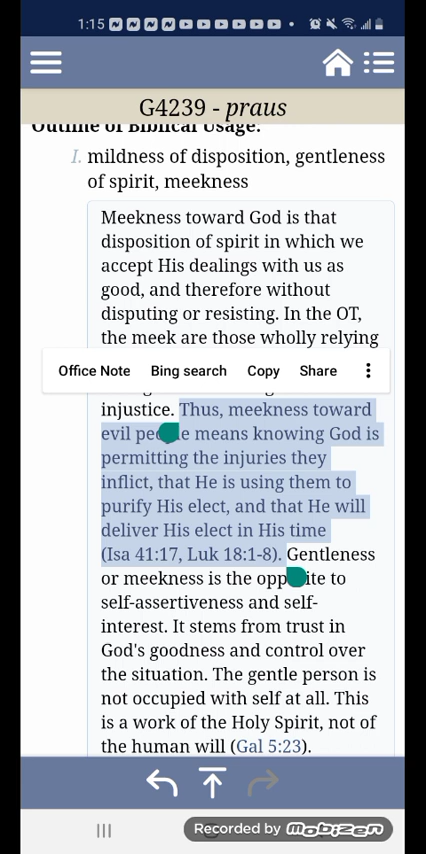 1:15
G4239 - praus
Outline of Biblical Usage:
I. mildness of disposition, gentleness
of spirit, meekness
Meekness toward God is that
disposition of spirit in which we
accept His dealings with us as
good, and therefore without
disputing or resisting. In the OT,
the meek are those wholly relying
Office Note Bing search Copy Share
injustice. Thus, meekness toward
evil people means knowing God is
permitting the injuries they
inflict, that He is using them to
purify His elect, and that He will
deliver His elect in His time
(Isa 41:17, Luk 18:1-8). Gentleness
or meekness is the opposite to
self-assertiveness and self-
interest. It stems from trust in
God's goodness and control over
the situation. The gentle person is
not occupied with self at all. This
is a work of the Holy Spirit, not of
the human will (Gal 5:23).
Recorded by Mobizen